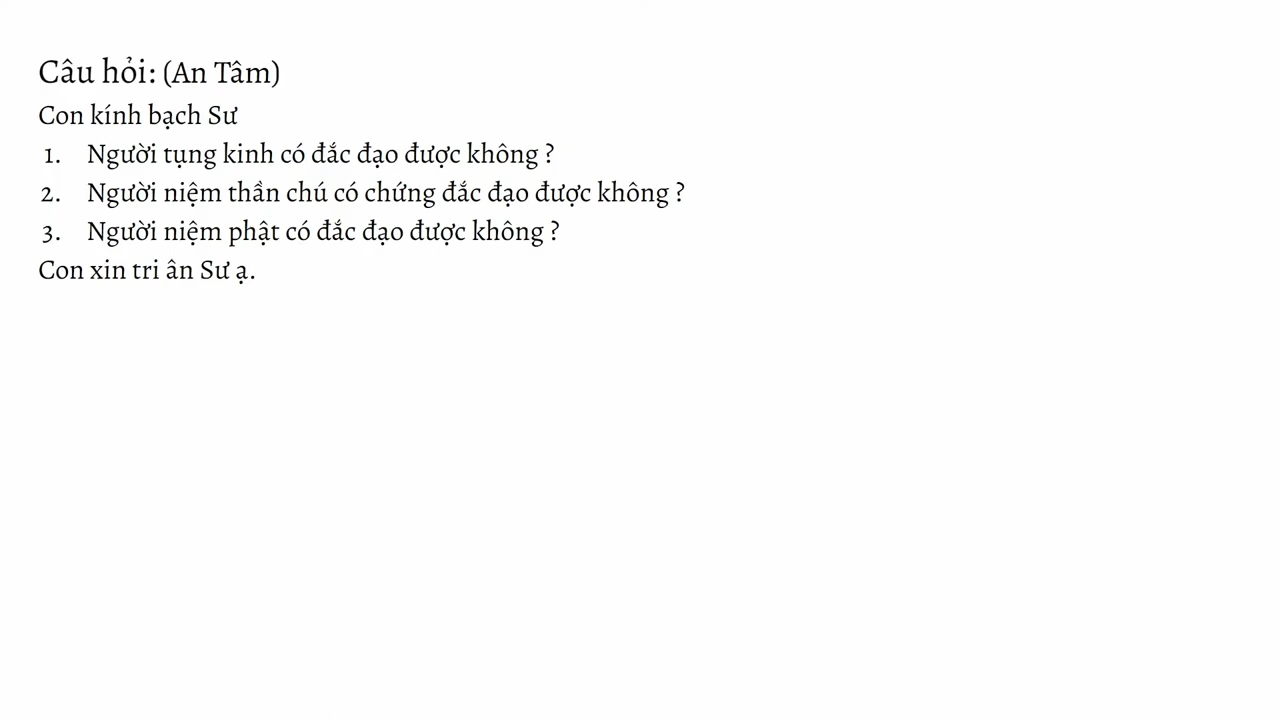 Câu hỏi: (An Tâm)
Con kính bạch Sư
1. Người tụng kinh có đắc đạo được không ?
2. Người niệm thần chú có chứng đắc đạo được không ?
3. Người niệm phật có đắc đạo được không ?
Con xin tri ân Sư ạ.